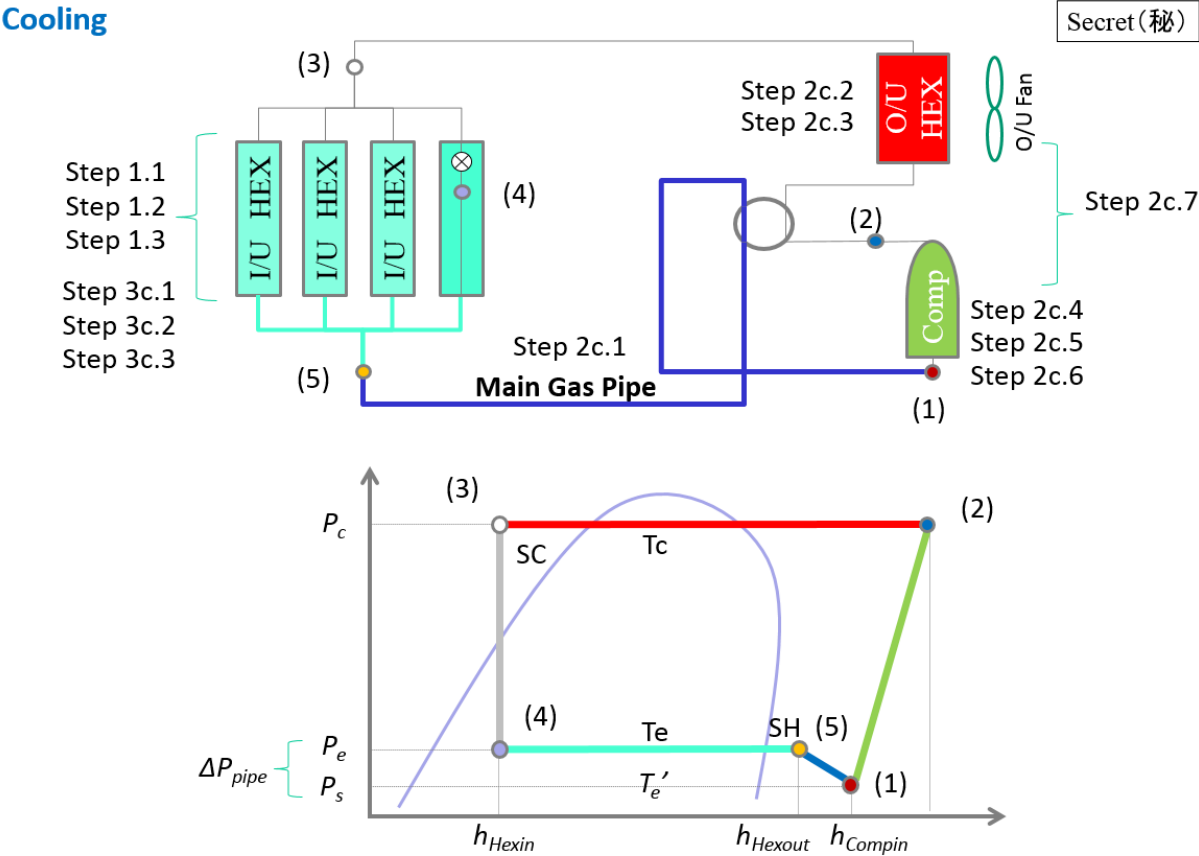 Cooling
Secret(秘)
(3)
Step 2c.2
Step 2c.3
O/U
HEX
O/U Fan
Step 1.1
Step 1.2
Step 1.3
I/U HEX
I/U HEX
I/U HEX
(4)
(2)
Step 2c.7
Step 3c.1
Step 3c.2
Step 3c.3
Comp
Step 2c.4
Step 2c.5
Step 2c.6
Step 2c.1
(5)
Main Gas Pipe
(1)
(3)
(2)
Pc
SC
Tc
(4)
Te
SH
(5)
Pe
ΔPpipe
Ps
Te′
(1)
hHexin
hHexout
hCompin